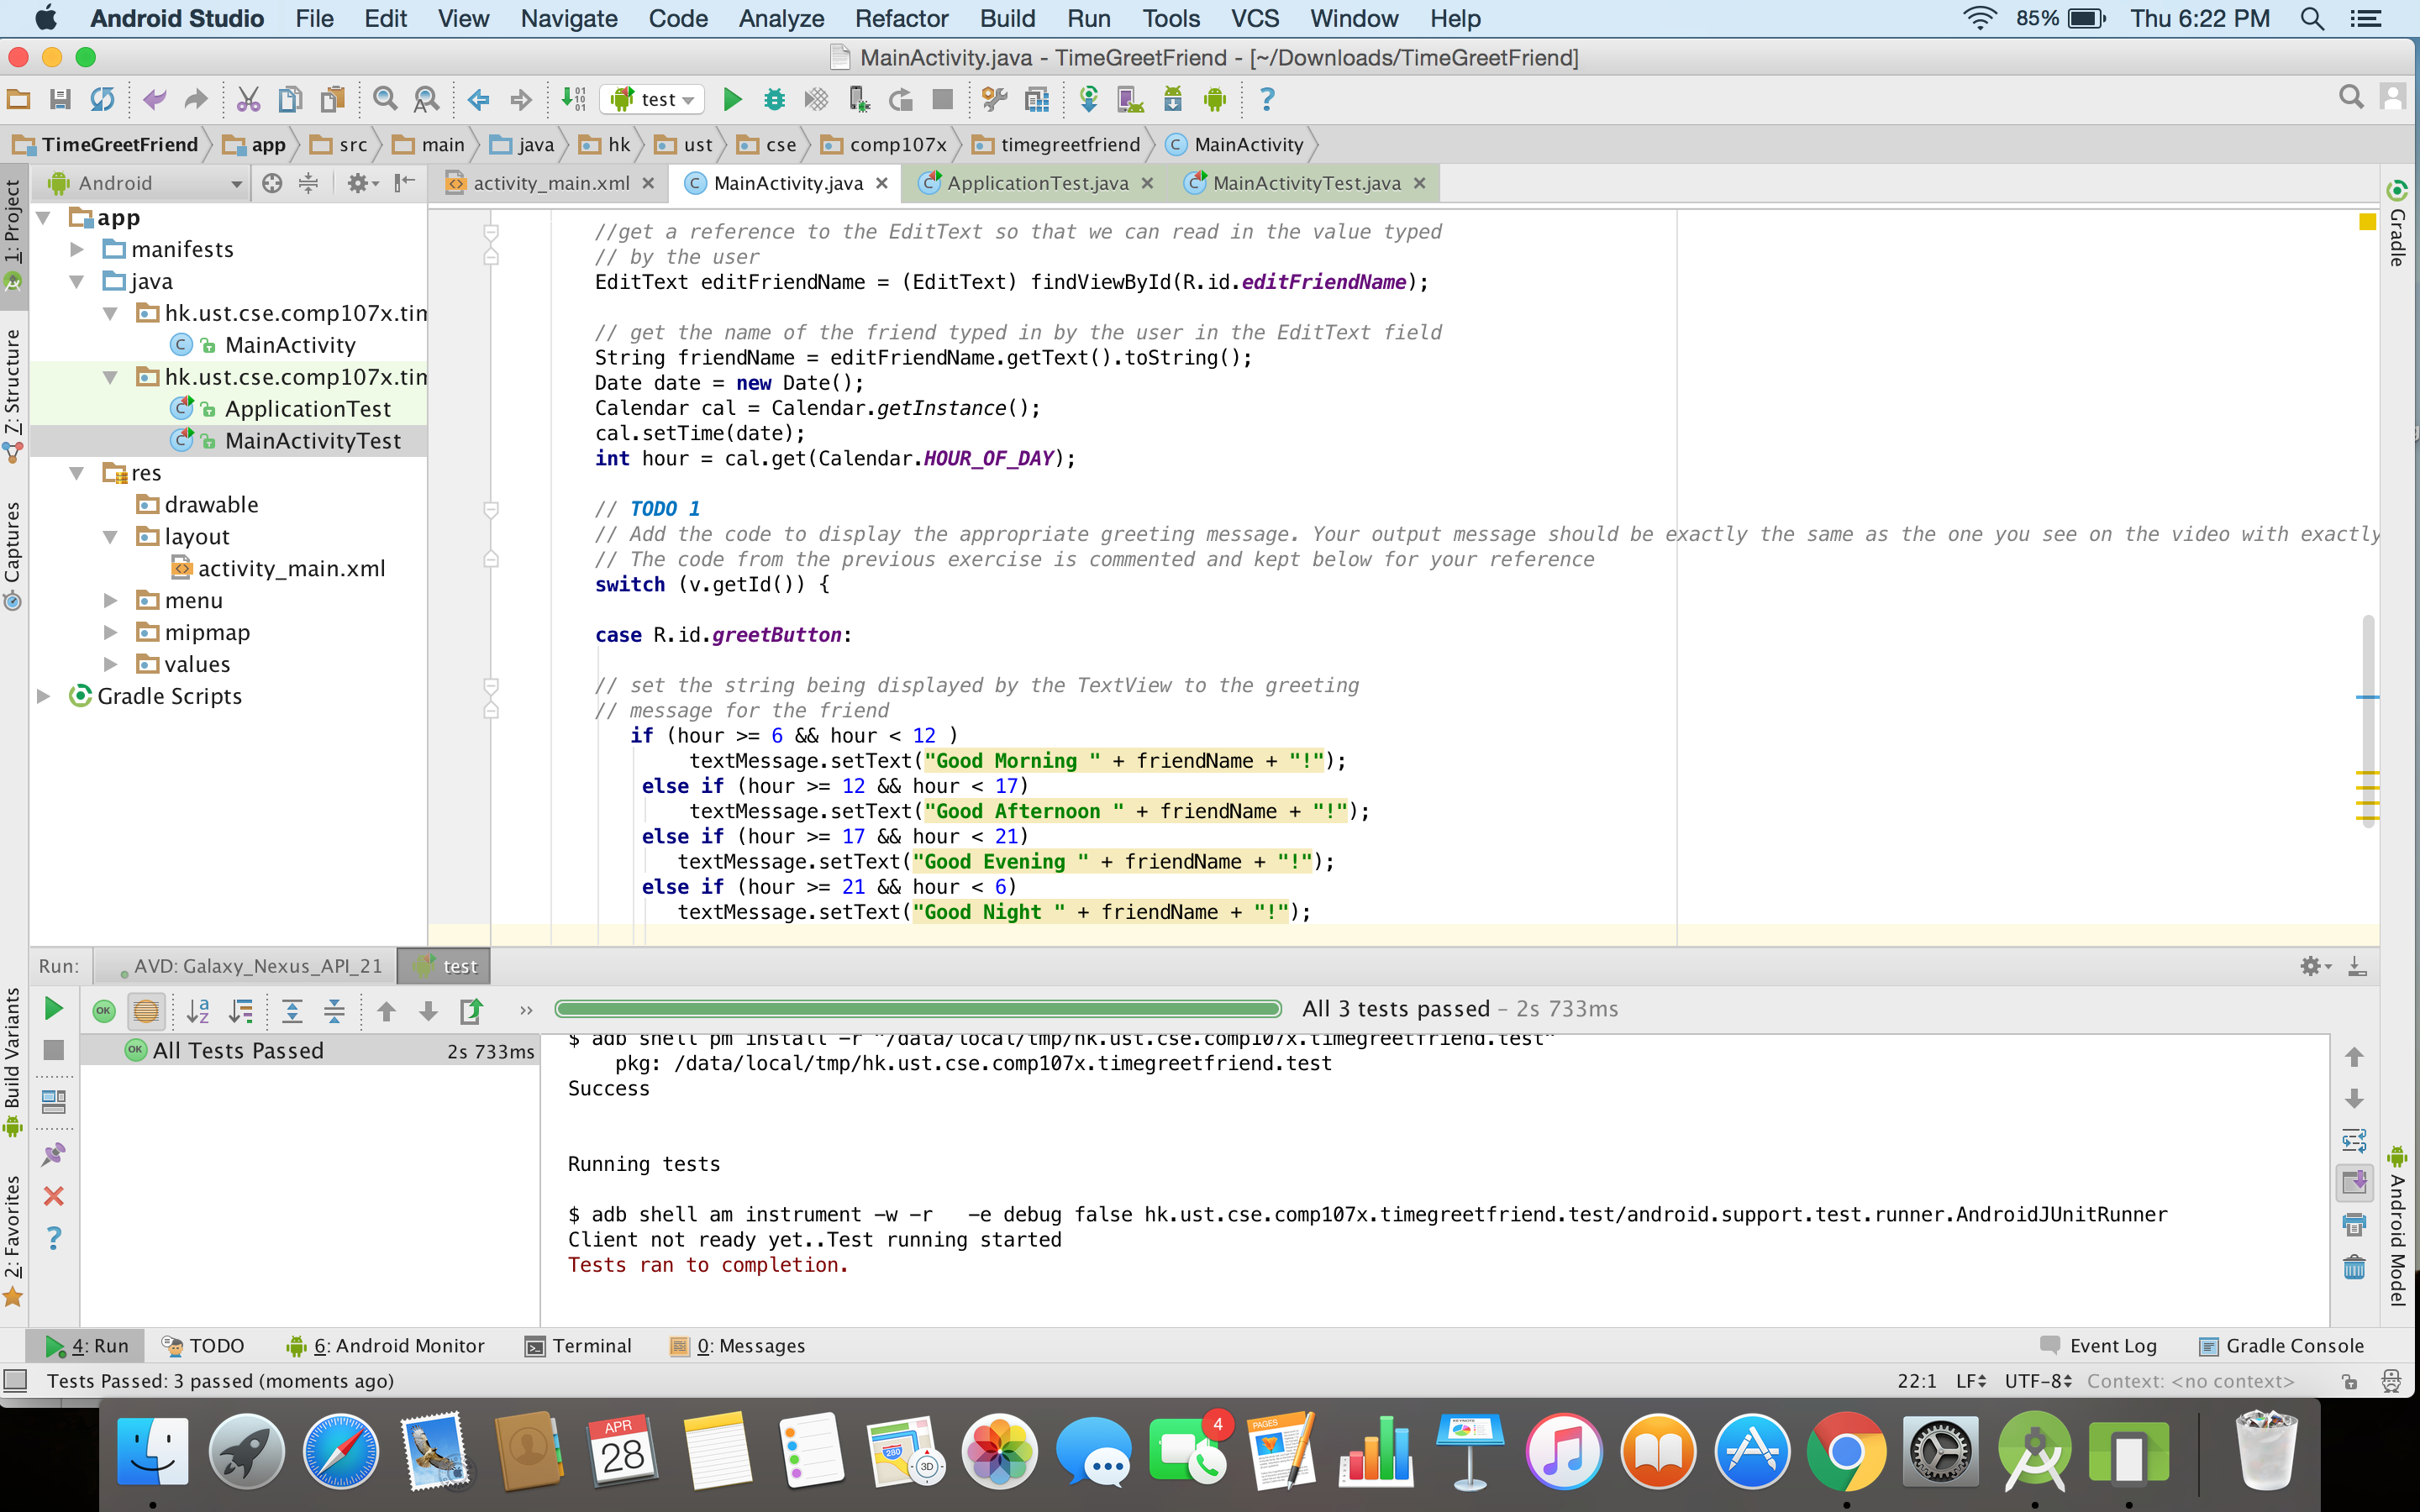 Android Studio File Edit View Navigate Code Analyze Refactor Build Run Tools VCS Window Help 85% Thu 6:22 PM
MainActivity.java - TimeGreetFriend - [~/Downloads/TimeGreetFriend]
test
TimeGreetFriend app src main java hk ust cse comp107x timegreetfriend MainActivity
Android
activity_main.xml MainActivity.java ApplicationTest.java MainActivityTest.java
1: Project
7: Structure
Captures
Build Variants
2: Favorites
app
manifests
java
hk.ust.cse.comp107x.tim
MainActivity
hk.ust.cse.comp107x.tim
ApplicationTest
MainActivityTest
res
drawable
layout
activity_main.xml
menu
mipmap
values
Gradle Scripts
//get a reference to the EditText so that we can read in the value typed
// by the user
EditText editFriendName = (EditText) findViewById(R.id.editFriendName);
// get the name of the friend typed in by the user in the EditText field
String friendName = editFriendName.getText().toString();
Date date = new Date();
Calendar cal = Calendar.getInstance();
cal.setTime(date);
int hour = cal.get(Calendar.HOUR_OF_DAY);
// TODO 1
// Add the code to display the appropriate greeting message. Your output message should be exactly the same as the one you see on the video with exactly
// The code from the previous exercise is commented and kept below for your reference
switch (v.getId()) {
case R.id.greetButton:
// set the string being displayed by the TextView to the greeting
// message for the friend
if (hour >= 6 && hour < 12 )
textMessage.setText("Good Morning " + friendName + "!");
else if (hour >= 12 && hour < 17)
textMessage.setText("Good Afternoon " + friendName + "!");
else if (hour >= 17 && hour < 21)
textMessage.setText("Good Evening " + friendName + "!");
else if (hour >= 21 && hour < 6)
textMessage.setText("Good Night " + friendName + "!");
Gradle
Android Model
Run: AVD: Galaxy_Nexus_API_21 test
OK All 3 tests passed – 2s 733ms
OK All Tests Passed 2s 733ms
$ adb shell pm install -r "/data/local/tmp/hk.ust.cse.comp107x.timegreetfriend.test"
pkg: /data/local/tmp/hk.ust.cse.comp107x.timegreetfriend.test
Success
Running tests
$ adb shell am instrument -w -r   -e debug false hk.ust.cse.comp107x.timegreetfriend.test/android.support.test.runner.AndroidJUnitRunner
Client not ready yet..Test running started
Tests ran to completion.
4: Run TODO 6: Android Monitor Terminal 0: Messages Event Log Gradle Console
Tests Passed: 3 passed (moments ago) 22:1 LF UTF-8 Context: <no context>
APR
28
280
3D
4
PAGES